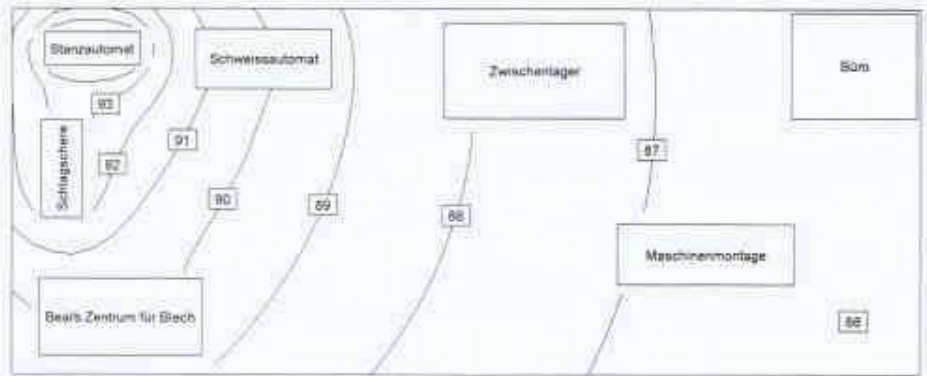 Stanzautomat
Schweissautomat
Zwischenlager
Büro
93
91
92
Schlagschere
87
90
89
88
Maschinenmontage
Bearb Zentrum für Blech
86